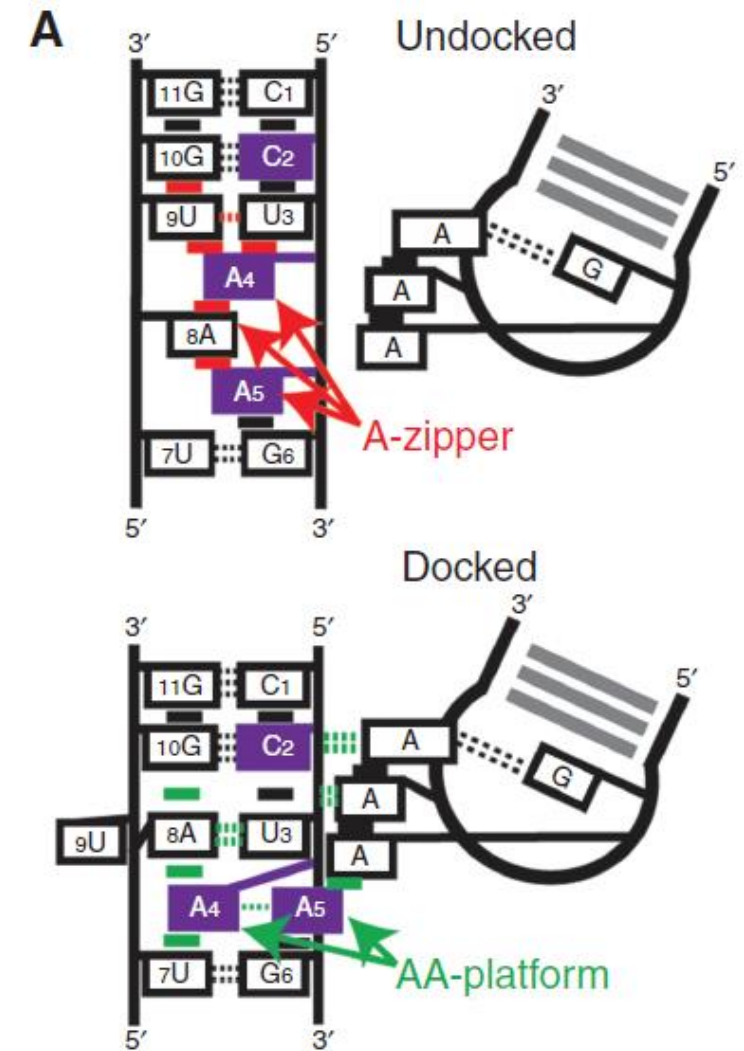 A
Undocked
3′ 5′
11G C1
10G C2
9U U3
A4
8A
A5
7U G6
5′ 3′
A-zipper
3′
5′
A
G
A
A
Docked
3′ 5′
11G C1
10G C2
9U 8A U3
A4 A5
7U G6
5′ 3′
AA-platform
3′
5′
A
G
A
A